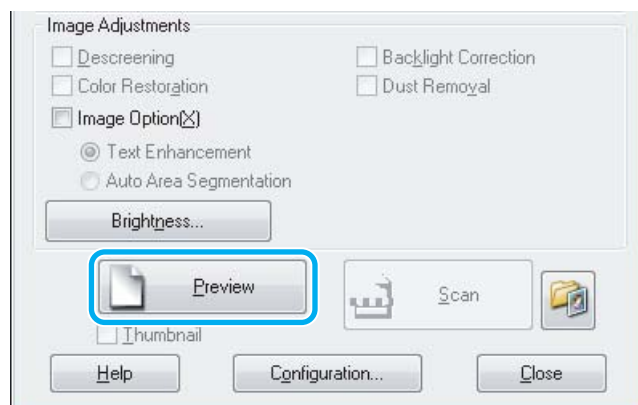 Image Adjustments
Descreening Backlight Correction
Color Restoration Dust Removal
Image Option(X)
Text Enhancement
Auto Area Segmentation
Brightness...
Preview Scan
Thumbnail
Help Configuration... Close